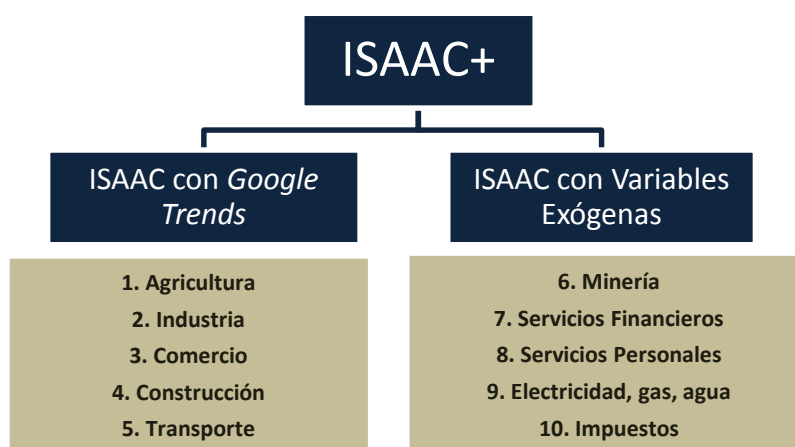 ISAAC+
ISAAC con Google
Trends
1. Agricultura
2. Industria
3. Comercio
4. Construcción
5. Transporte
ISAAC con Variables
Exógenas
6. Minería
7. Servicios Financieros
8. Servicios Personales
9. Electricidad, gas, agua
10. Impuestos